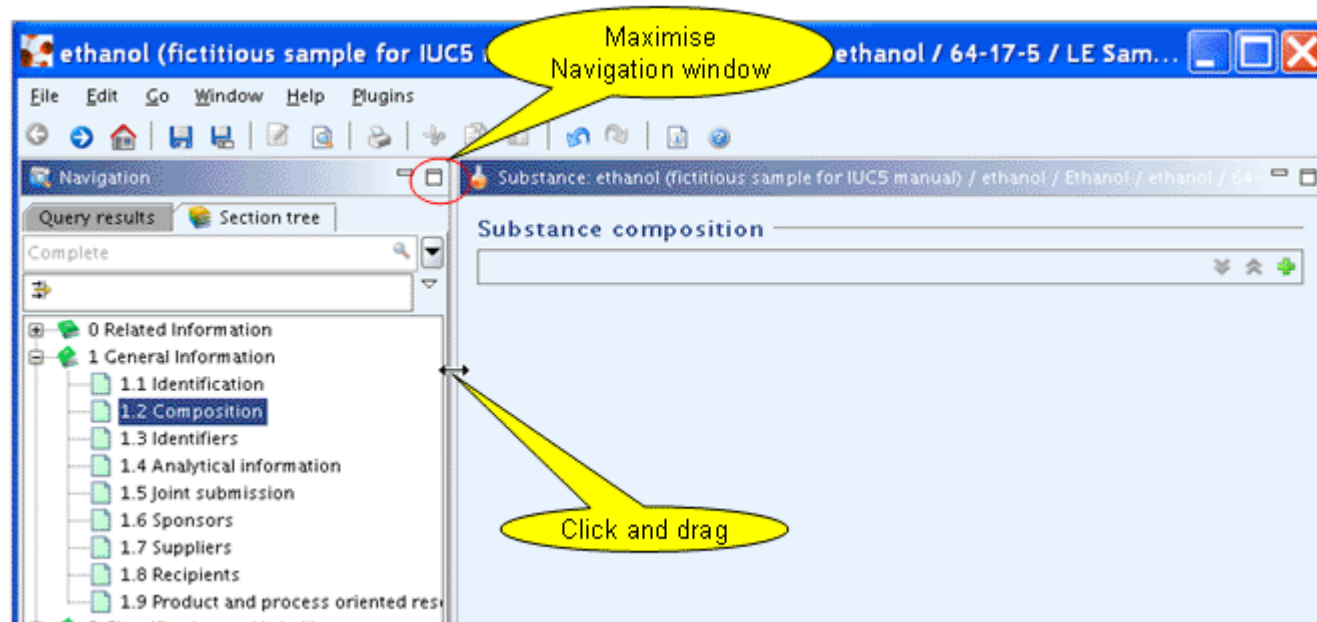 ethanol (fictitious sample for IUC5
ethanol / 64-17-5 / LE Sam...
Maximise
Navigation window
File Edit Go Window Help Plugins
Navigation
Substance: ethanol (fictitious sample for IUC5 manual) / ethanol / Ethanol / ethanol / 64-
Query results
Section tree
Substance composition
Complete
0 Related Information
1 General Information
1.1 Identification
1.2 Composition
1.3 Identifiers
1.4 Analytical information
1.5 Joint submission
1.6 Sponsors
1.7 Suppliers
1.8 Recipients
1.9 Product and process oriented res
Click and drag